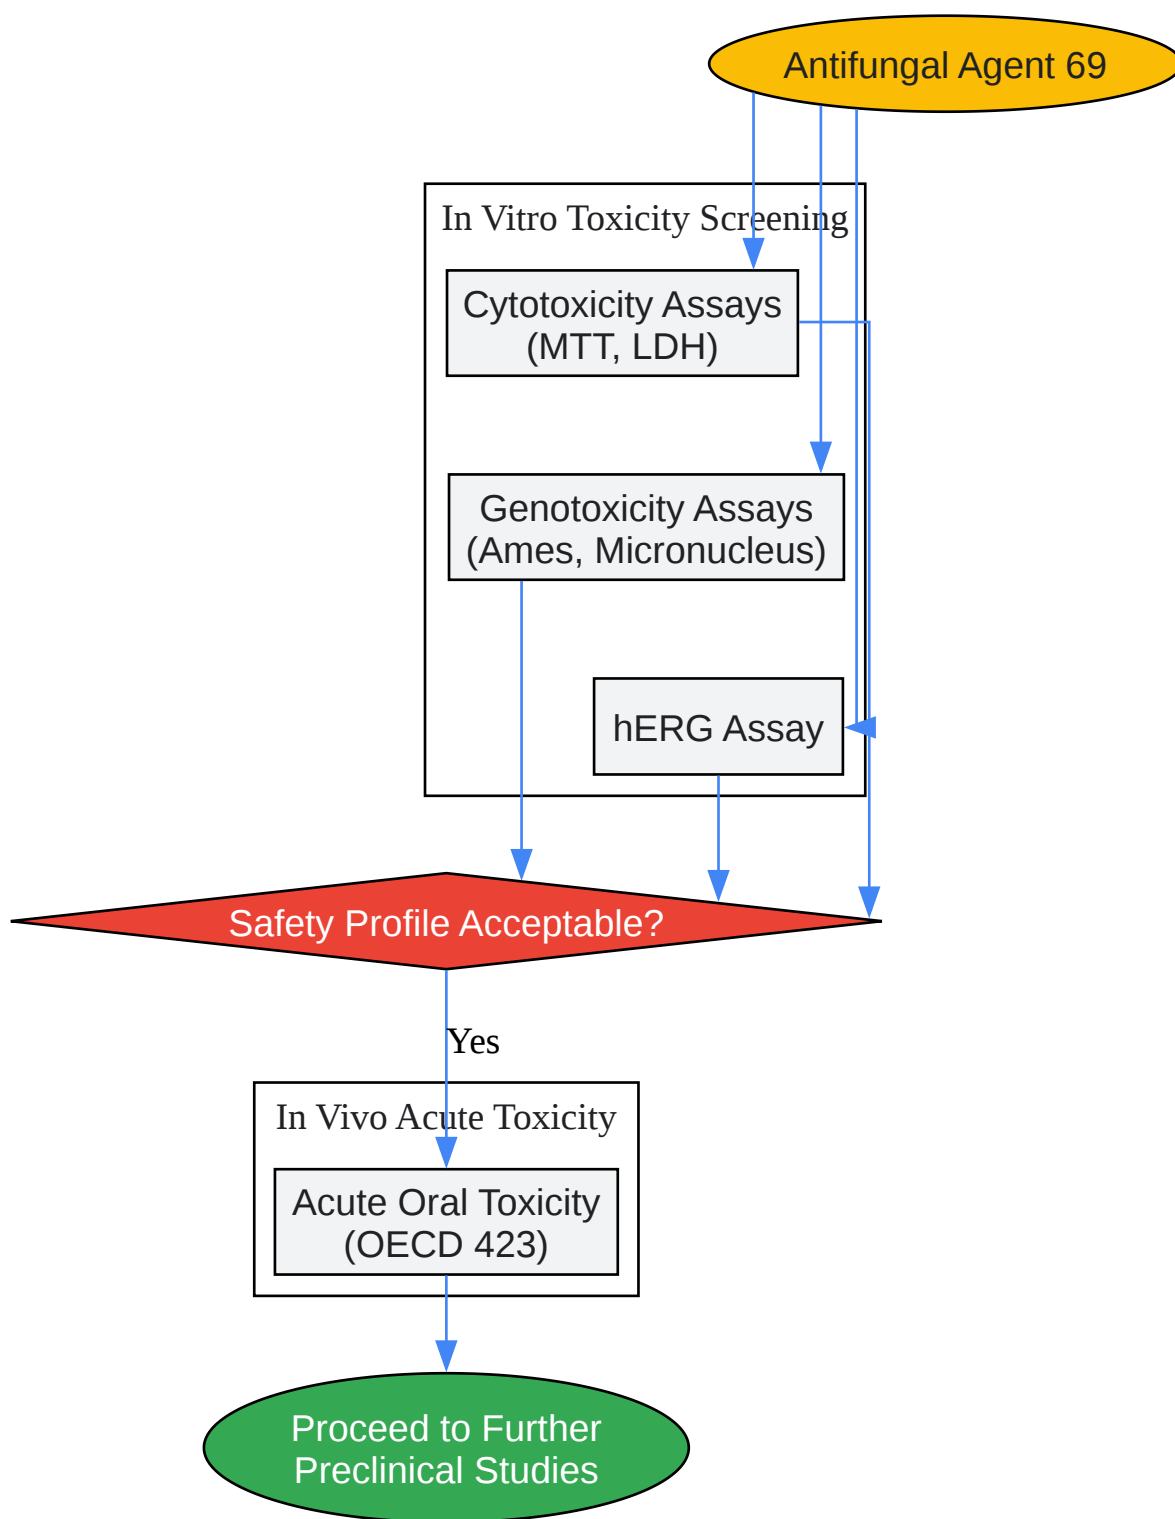 Antifungal Agent 69
In Vitro Toxicity Screening
Cytotoxicity Assays
(MTT, LDH)
Genotoxicity Assays
(Ames, Micronucleus)
hERG Assay
Safety Profile Acceptable?
Yes
In Vivo Acute Toxicity
Acute Oral Toxicity
(OECD 423)
Proceed to Further
Preclinical Studies